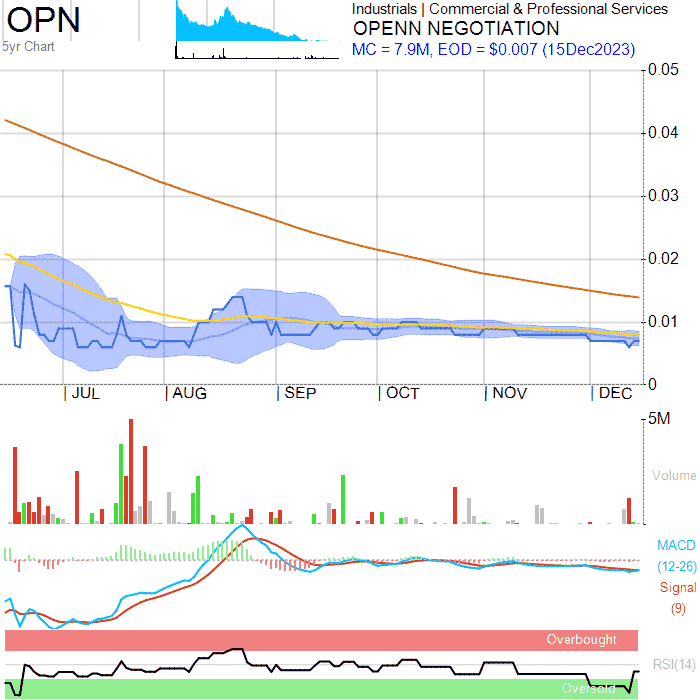 OPN
5yr Chart
Industrials | Commercial & Professional Services
OPENN NEGOTIATION
MC = 7.9M, EOD = $0.007 (15Dec2023)
0.05
0.04
0.03
0.02
0.01
0
JUL
AUG
SEP
OCT
NOV
DEC
5M
Volume
MACD
(12-26)
Signal
(9)
Overbought
RSI(14)
Oversold